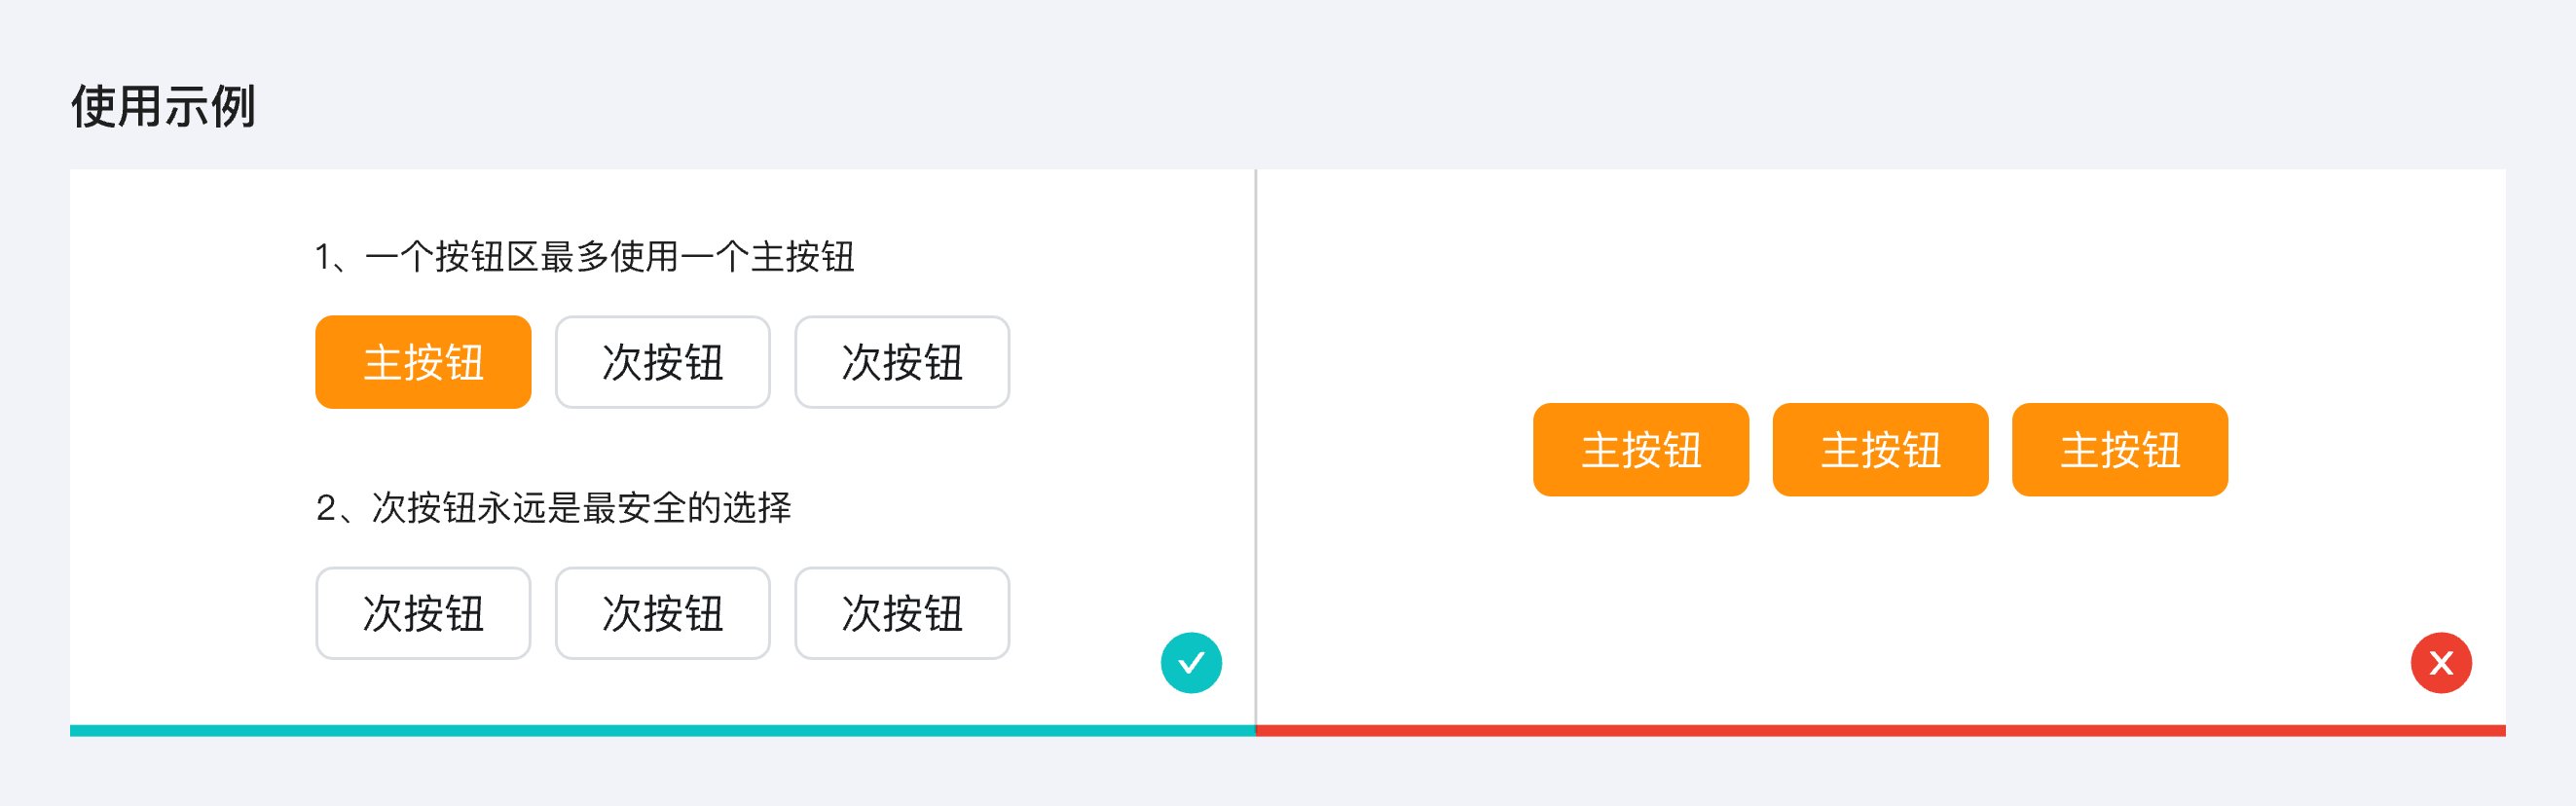 使用示例
1、一个按钮区最多使用一个主按钮
主按钮 次按钮 次按钮
2、次按钮永远是最安全的选择
次按钮 次按钮 次按钮
主按钮 主按钮 主按钮